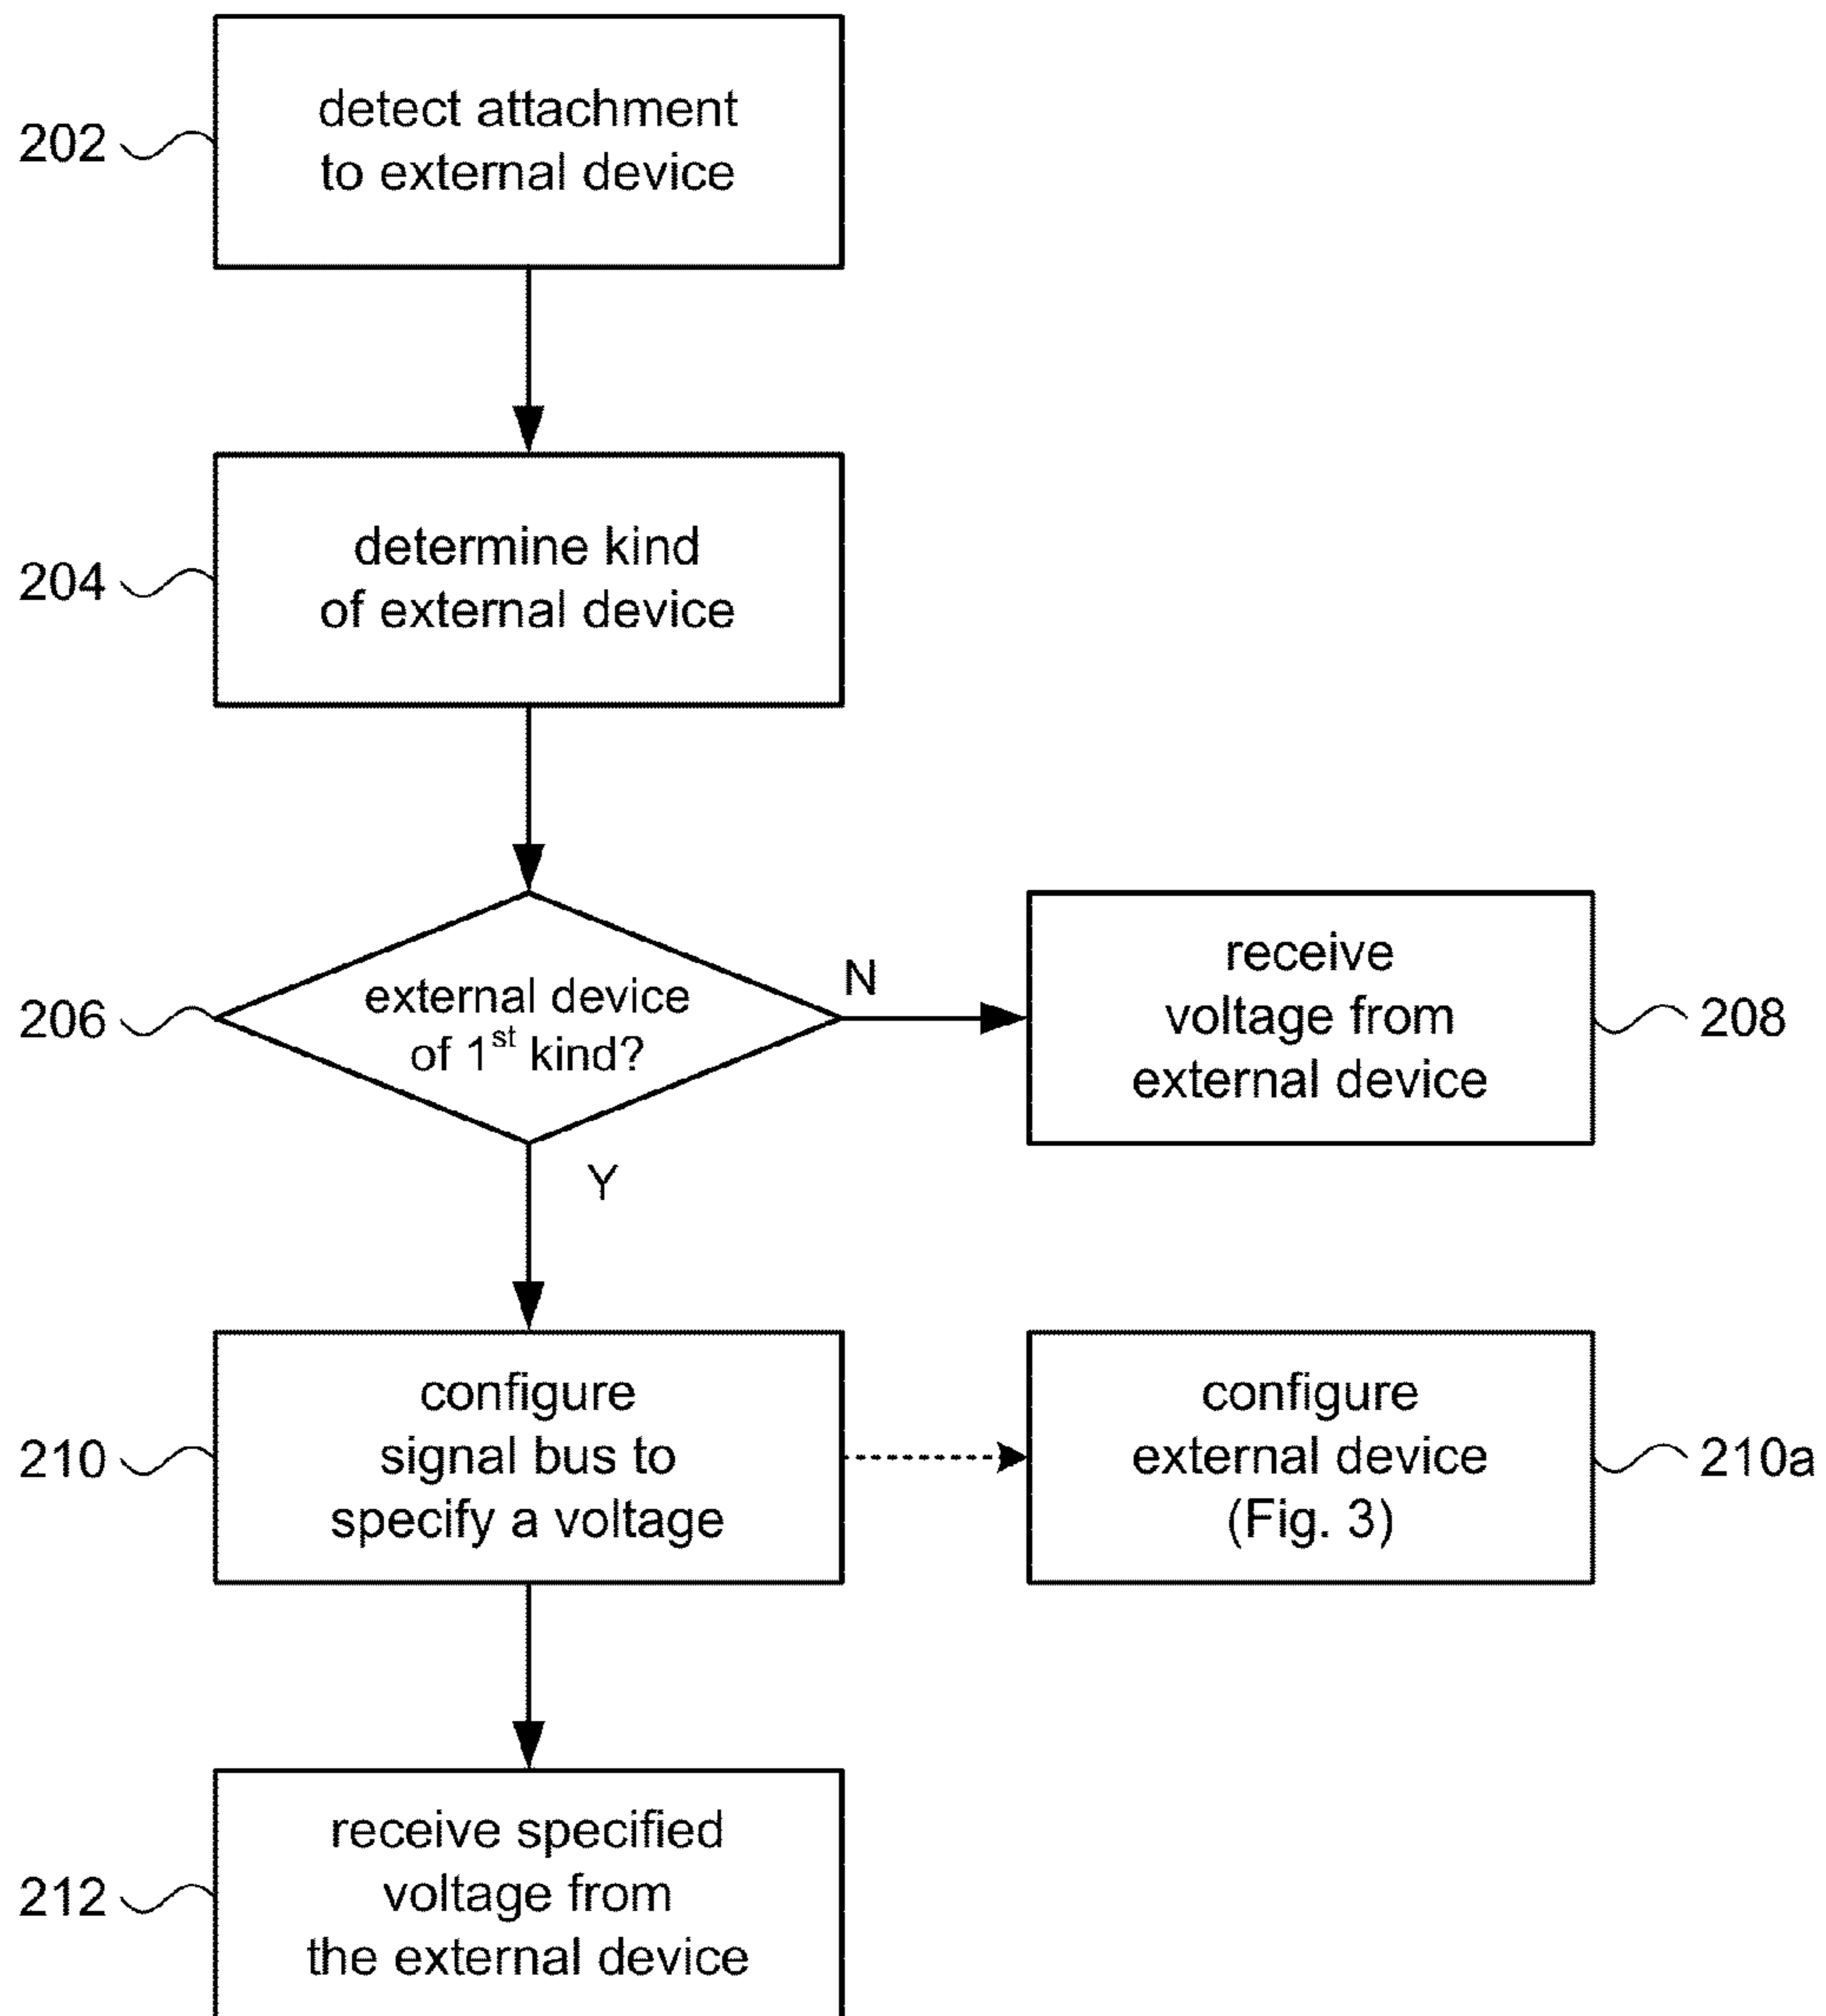 detect attachment
to external device
202
determine kind
of external device
204
external device
of 1st kind?
206
N
receive
voltage from
external device
208
Y
configure
signal bus to
specify a voltage
210
configure
external device
(Fig. 3)
210a
receive specified
voltage from
the external device
212